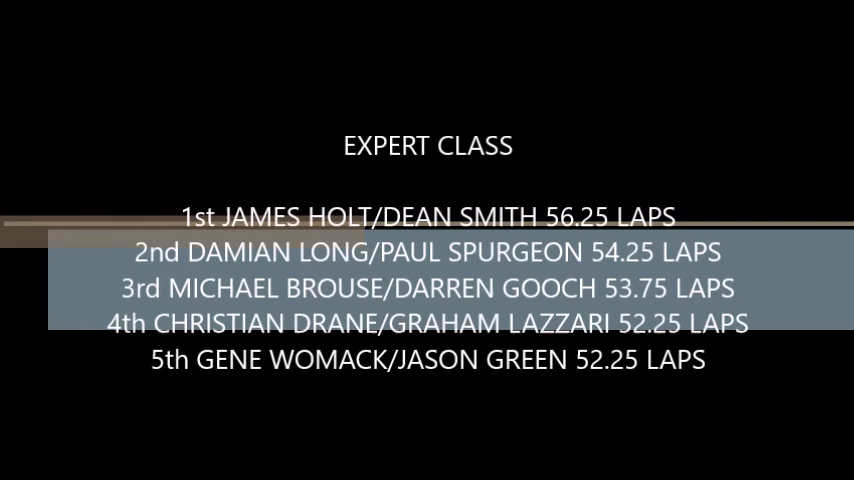 EXPERT CLASS
1st JAMES HOLT/DEAN SMITH 56.25 LAPS
2nd DAMIAN LONG/PAUL SPURGEON 54.25 LAPS
3rd MICHAEL BROUSE/DARREN GOOCH 53.75 LAPS
4th CHRISTIAN DRANE/GRAHAM LAZZARI 52.25 LAPS
5th GENE WOMACK/JASON GREEN 52.25 LAPS